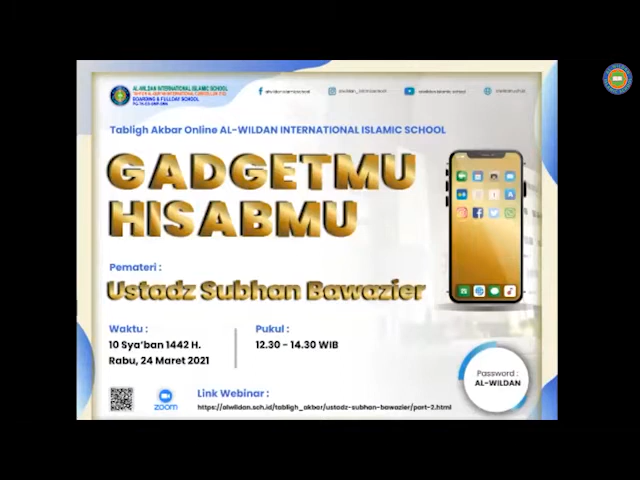 AL-WILDAN INTERNATIONAL ISLAMIC SCHOOL
BOARDING & FULLDAY SCHOOL
Tabligh Akbar Online AL-WILDAN INTERNATIONAL ISLAMIC SCHOOL
GADGETMU
HISABMU
Pemateri :
Ustadz Subhan Bawazier
Waktu :
10 Sya'ban 1442 H.
Rabu, 24 Maret 2021
Pukul :
12.30 - 14.30 WIB
Password :
AL-WILDAN
zoom
Link Webinar :
https://alwildan.sch.id/tabligh_akbar/ustadz-subhan-bawazier/part-2.html